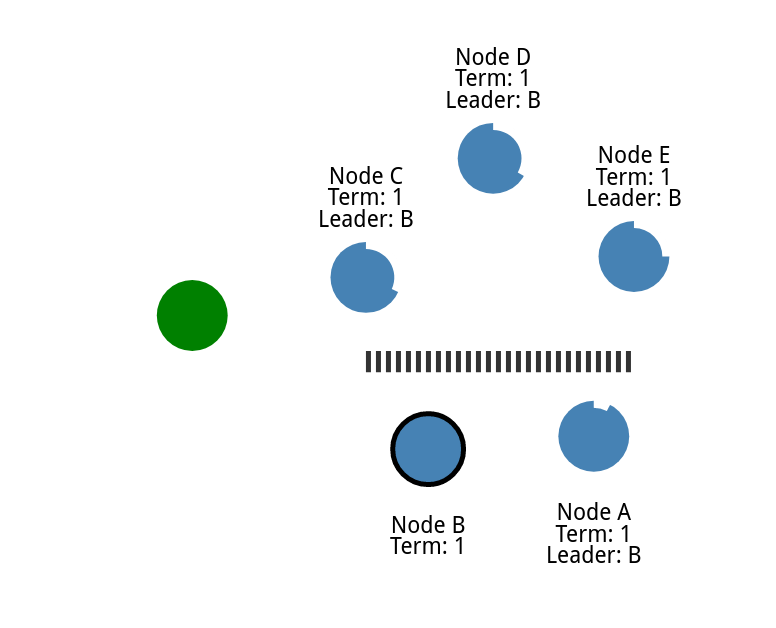 Node D
Term: 1
Leader: B
Node E
Term: 1
Leader: B
Node C
Term: 1
Leader: B
Node B
Term: 1
Node A
Term: 1
Leader: B